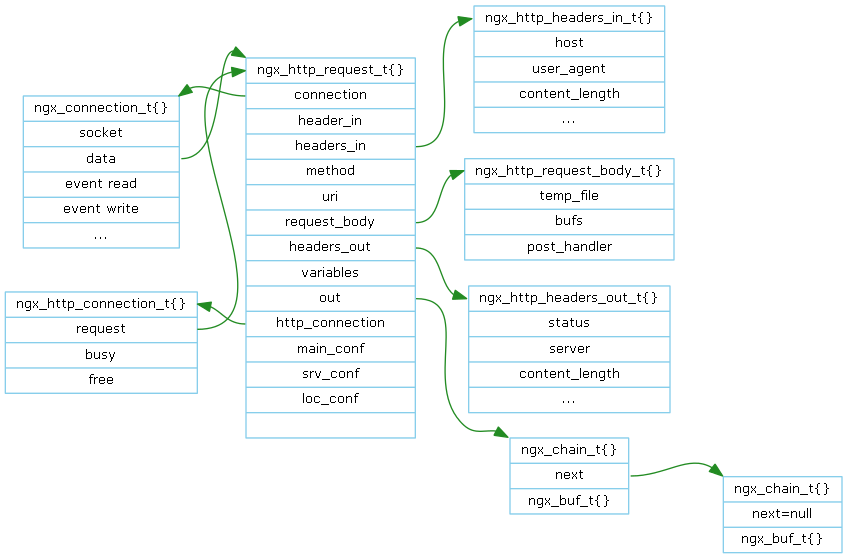 ngx_connection_t{}
socket
data
event read
event write
...
ngx_http_connection_t{}
request
busy
free
ngx_http_request_t{}
connection
header_in
headers_in
method
uri
request_body
headers_out
variables
out
http_connection
main_conf
srv_conf
loc_conf
ngx_http_headers_in_t{}
host
user_agent
content_length
...
ngx_http_request_body_t{}
temp_file
bufs
post_handler
ngx_http_headers_out_t{}
status
server
content_length
...
ngx_chain_t{}
next
ngx_buf_t{}
ngx_chain_t{}
next=null
ngx_buf_t{}